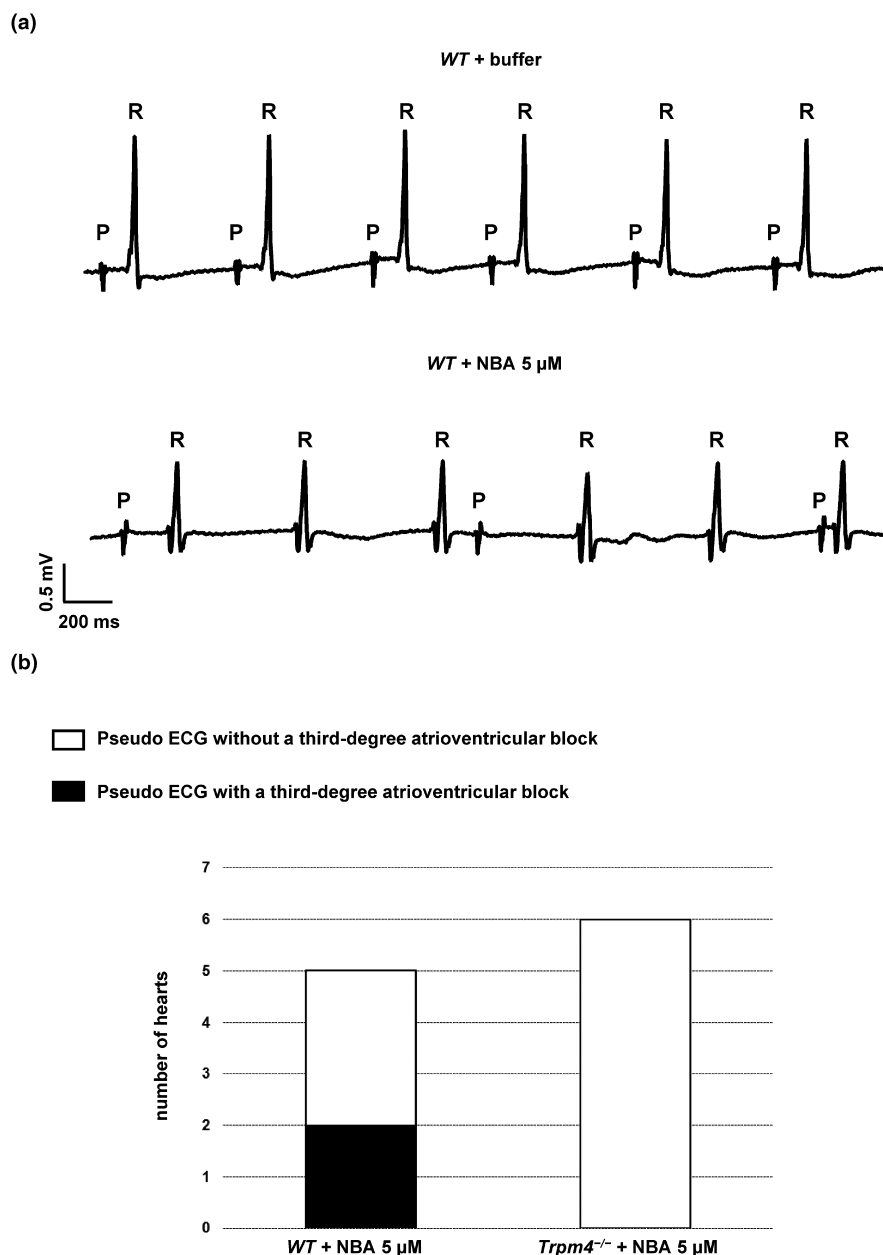 (a)
WT + buffer
R R R R R R
P P P P P P
WT + NBA 5 µM
R R R R R R
P P P
0.5 mV
200 ms
(b)
Pseudo ECG without a third-degree atrioventricular block
Pseudo ECG with a third-degree atrioventricular block
7
6
5
4
3
2
1
0
number of hearts
WT + NBA 5 µM
Trpm4⁻/⁻ + NBA 5 µM